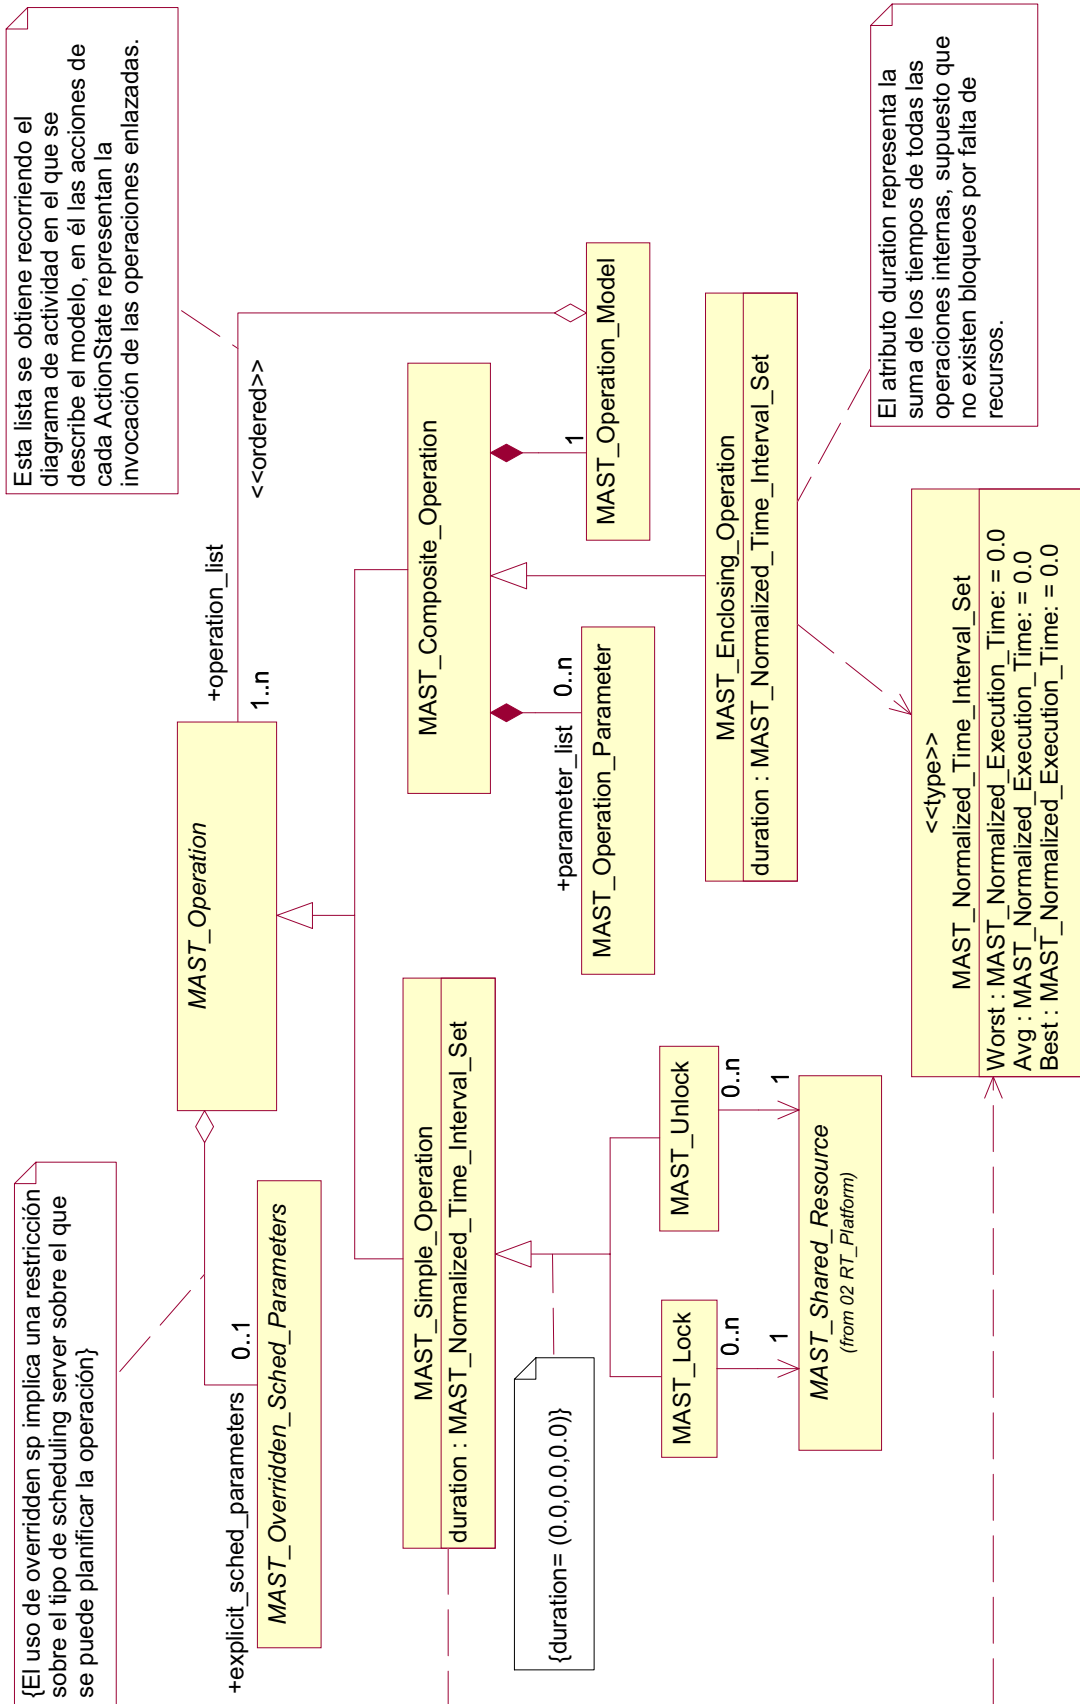 {El uso de overridden sp implica una restricción
sobre el tipo de scheduling server sobre el que
se puede planificar la operación}
Esta lista se obtiene recorriendo el
diagrama de actividad en el que se
describe el modelo, en él las acciones de
cada ActionState representan la
invocación de las operaciones enlazadas.
MAST_Operation
+operation_list
1..n
<<ordered>>
+explicit_sched_parameters
0..1
MAST_Overridden_Sched_Parameters
MAST_Simple_Operation
duration : MAST_Normalized_Time_Interval_Set
MAST_Composite_Operation
+parameter_list
0..n
MAST_Operation_Parameter
1
MAST_Operation_Model
{duration= (0.0,0.0,0.0)}
MAST_Lock
0..n
1
MAST_Unlock
0..n
1
MAST_Shared_Resource
(from 02 RT_Platform)
MAST_Enclosing_Operation
duration : MAST_Normalized_Time_Interval_Set
El atributo duration representa la
suma de los tiempos de todas las
operaciones internas, supuesto que
no existen bloqueos por falta de
recursos.
<<type>>
MAST_Normalized_Time_Interval_Set
Worst : MAST_Normalized_Execution_Time: = 0.0
Avg : MAST_Normalized_Execution_Time: = 0.0
Best : MAST_Normalized_Execution_Time: = 0.0